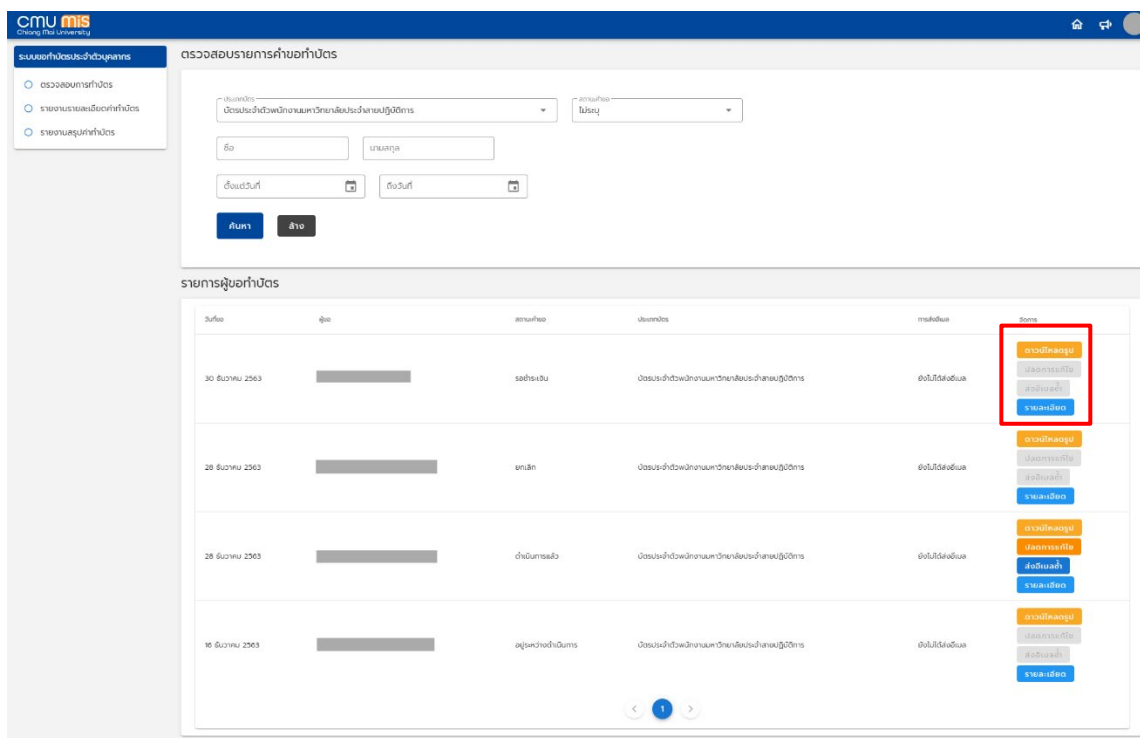 CMU MIS
Chiang Mai University
ระบบขอทำบัตรประจำตัวบุคลากร
ตรวจสอบการทำบัตร
รายงานรายละเอียดค่าทำบัตร
รายงานสรุปค่าทำบัตร
ตรวจสอบรายการคำขอทำบัตร
ประเภทบัตร สถานะคำขอ
บัตรประจำตัวพนักงานมหาวิทยาลัยประจำสายปฏิบัติการ ไม่ระบุ
ชื่อ นามสกุล
ตั้งแต่วันที่ ถึงวันที่
ค้นหา ล้าง
รายการผู้ขอทำบัตร
วันที่ขอ ผู้ขอ สถานะคำขอ ประเภทบัตร การส่งอีเมล จัดการ
ดาวน์โหลดรูป
ปลดการแก้ไข
30 ธันวาคม 2563 รอชำระเงิน บัตรประจำตัวพนักงานมหาวิทยาลัยประจำสายปฏิบัติการ ยังไม่ได้ส่งอีเมล
ส่งอีเมลซ้ำ
รายละเอียด
ดาวน์โหลดรูป
ปลดการแก้ไข
28 ธันวาคม 2563 ยกเลิก บัตรประจำตัวพนักงานมหาวิทยาลัยประจำสายปฏิบัติการ ยังไม่ได้ส่งอีเมล
ส่งอีเมลซ้ำ
รายละเอียด
ดาวน์โหลดรูป
ปลดการแก้ไข
28 ธันวาคม 2563 ดำเนินการแล้ว บัตรประจำตัวพนักงานมหาวิทยาลัยประจำสายปฏิบัติการ ยังไม่ได้ส่งอีเมล
ส่งอีเมลซ้ำ
รายละเอียด
ดาวน์โหลดรูป
ปลดการแก้ไข
16 ธันวาคม 2563 อยู่ระหว่างดำเนินการ บัตรประจำตัวพนักงานมหาวิทยาลัยประจำสายปฏิบัติการ ยังไม่ได้ส่งอีเมล
ส่งอีเมลซ้ำ
รายละเอียด
1